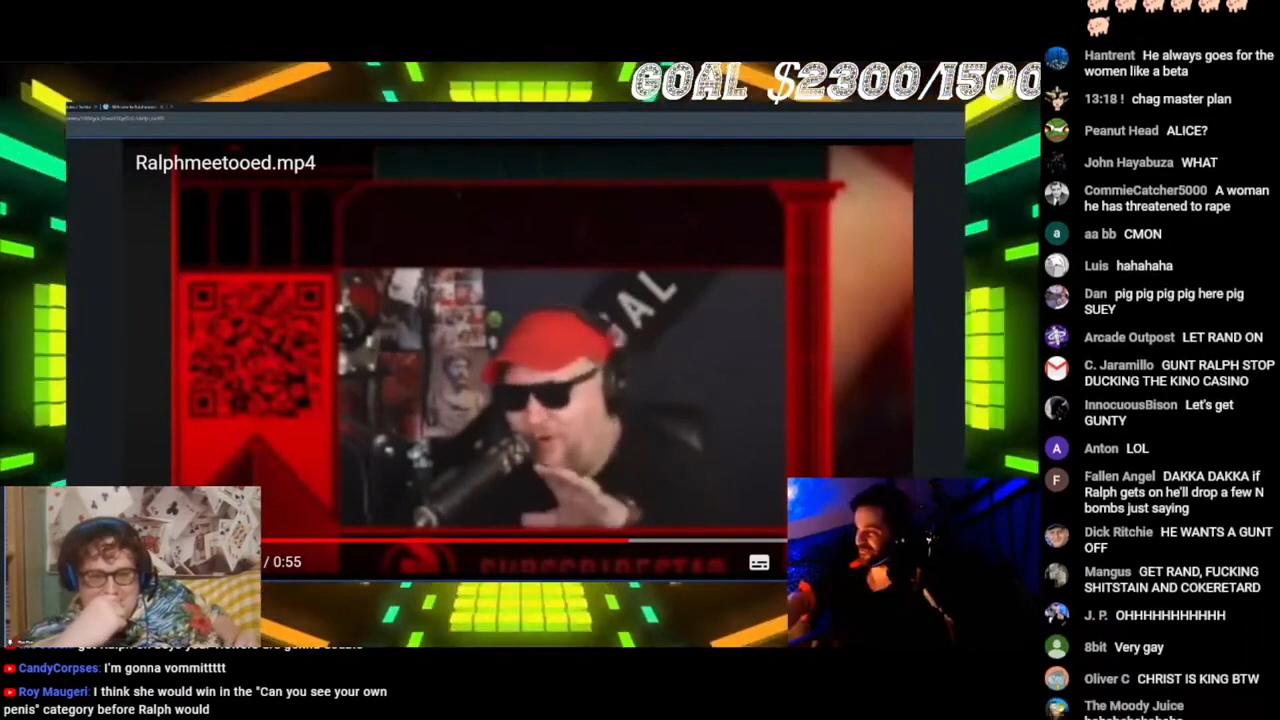 GOAL $2300/1500
Ralphmeetooed.mp4
/ 0:55
CandyCorpses: I'm gonna vommittttt
Roy Maugeri: I think she would win in the "Can you see your own
penis" category before Ralph would
Hantrent He always goes for the
women like a beta
13:18 ! chag master plan
Peanut Head ALICE?
John Hayabuza WHAT
CommieCatcher5000 A woman
he has threatened to rape
aa bb CMON
Luis hahahaha
Dan pig pig pig pig here pig
SUEY
Arcade Outpost LET RAND ON
C. Jaramillo GUNT RALPH STOP
DUCKING THE KINO CASINO
InnocuousBison Let's get
GUNTY
Anton LOL
Fallen Angel DAKKA DAKKA if
Ralph gets on he'll drop a few N
bombs just saying
Dick Ritchie HE WANTS A GUNT
OFF
Mangus GET RAND, FUCKING
SHITSTAIN AND COKERETARD
J. P. OHHHHHHHHHHH
8bit Very gay
Oliver C CHRIST IS KING BTW
The Moody Juice